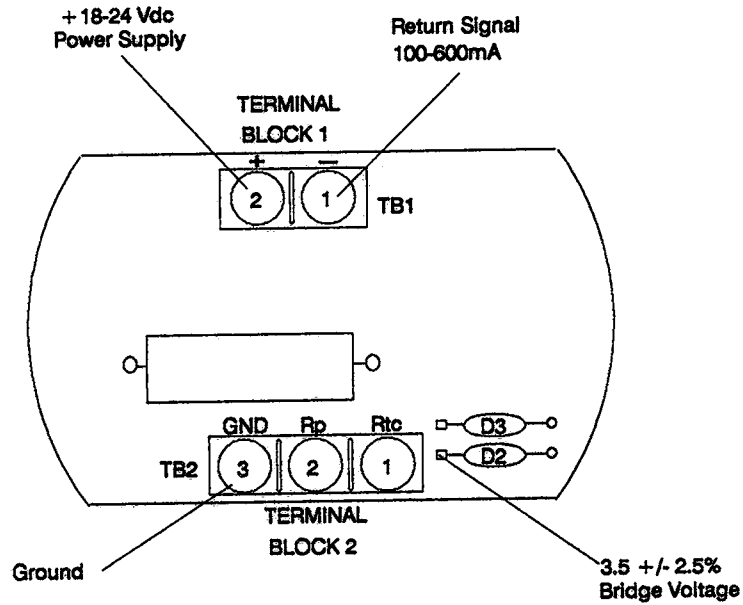 +18-24 Vdc
Power Supply
Return Signal
100-600mA
TERMINAL
BLOCK 1
+ −
2 1 TB1
GND Rp Rtc
D3
TB2 3 2 1
D2
TERMINAL
BLOCK 2
Ground
3.5 +/- 2.5%
Bridge Voltage